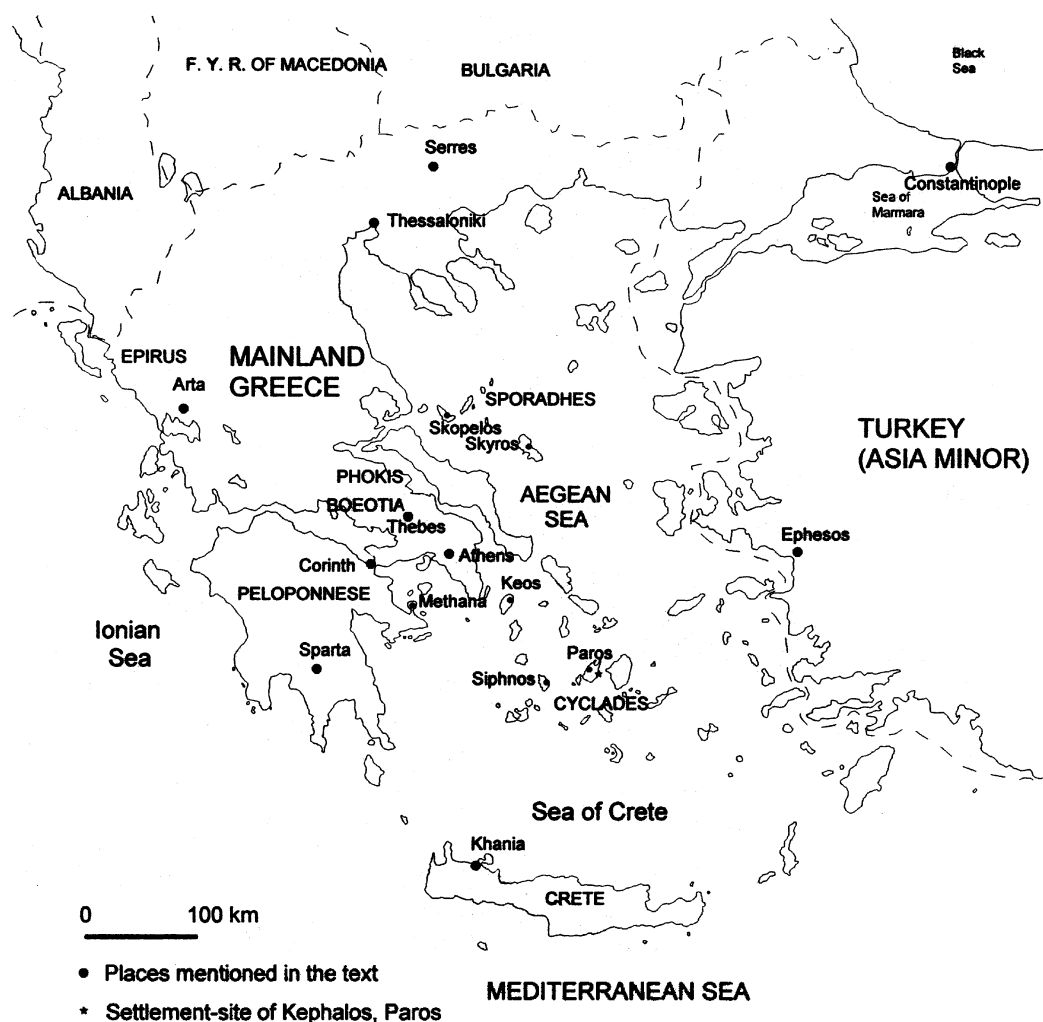 F. Y. R. OF MACEDONIA
BULGARIA
Black
Sea
Serres
ALBANIA
Constantinople
Sea of
Marmara
Thessaloniki
EPIRUS
MAINLAND
GREECE
Arta
SPORADHES
Skopelos
Skyros
TURKEY
(ASIA MINOR)
PHOKIS
BOEOTIA
Thebes
AEGEAN
SEA
Ephesos
Athens
Corinth
Keos
PELOPONNESE
Methana
Ionian
Sea
Sparta
Paros
Siphnos
CYCLADES
Sea of Crete
Khania
CRETE
0 100 km
Places mentioned in the text
Settlement-site of Kephalos, Paros
MEDITERRANEAN SEA